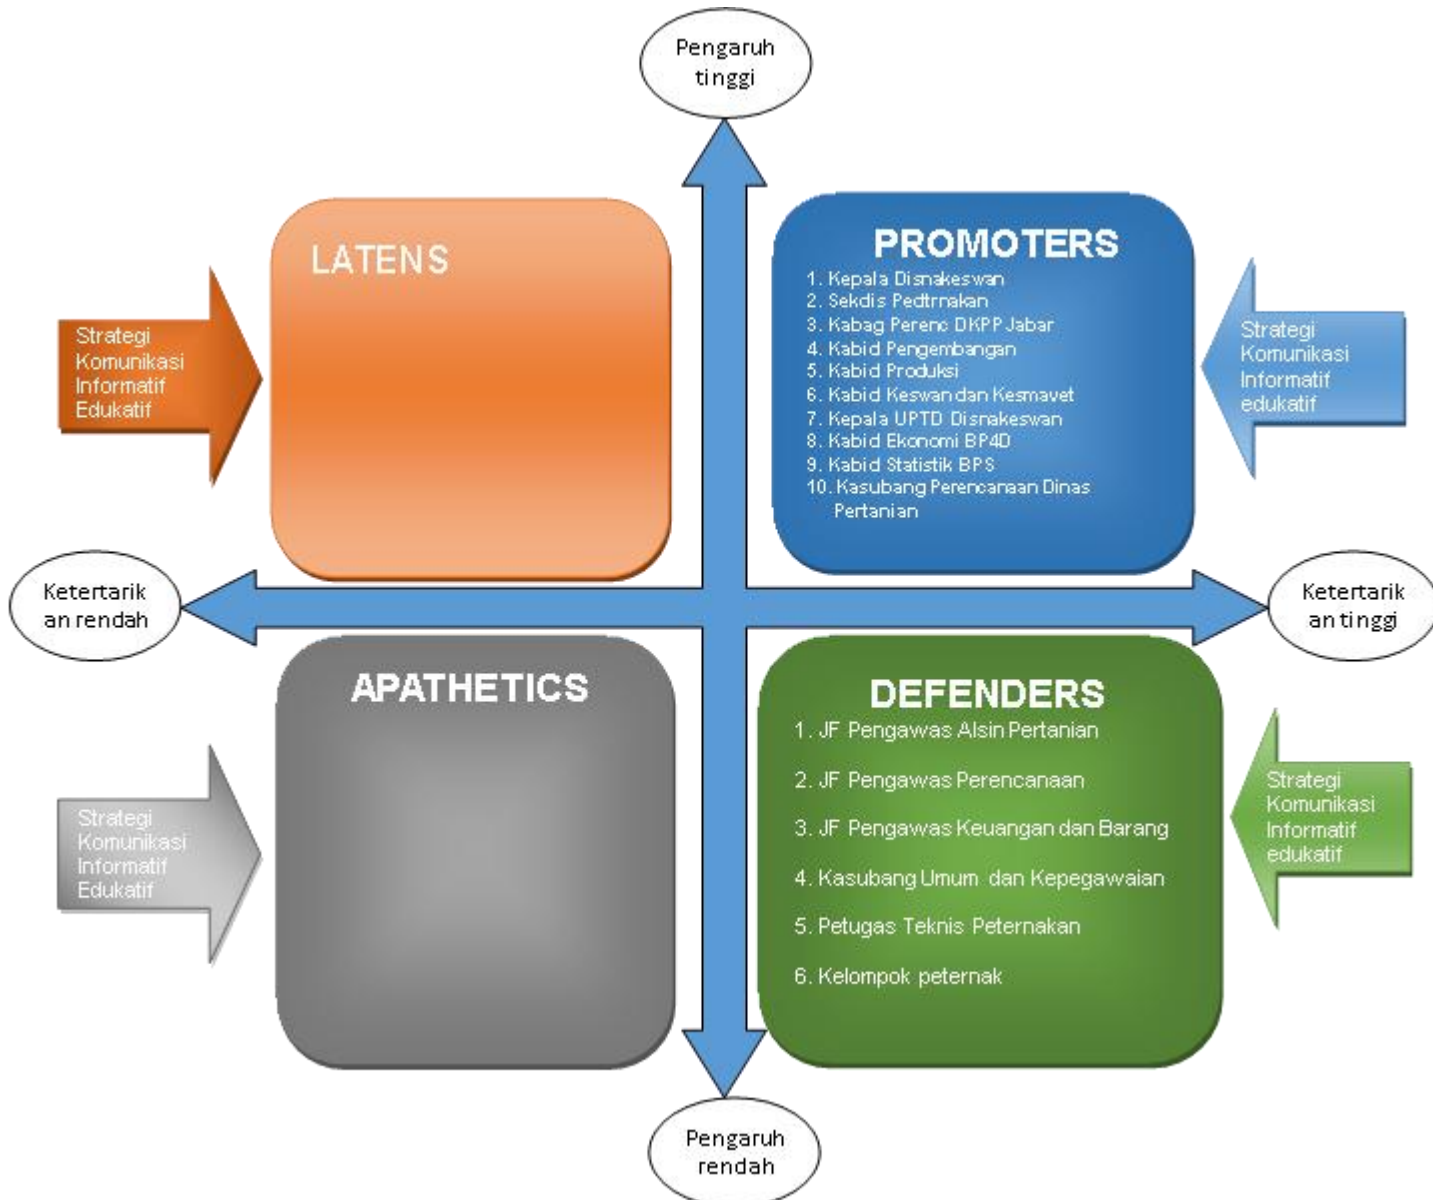 Pengaruh
tinggi
LATENS
Strategi
Komunikasi
Informatif
Edukatif
PROMOTERS
1. Kepala Disnakeswan
2. Sekdis Pedtrnakan
3. Kabag Perenc DKPP Jabar
4. Kabid Pengembangan
5. Kabid Produksi
6. Kabid Keswan dan Kesmavet
7. Kepala UPTD Disnakeswan
8. Kabid Ekonomi BP4D
9. Kabid Statistik BPS
10. Kasubang Perencanaan Dinas
Pertanian
Strategi
Komunikasi
Informatif
edukatif
Ketertarik
an rendah
Ketertarik
an tinggi
APATHETICS
Strategi
Komunikasi
Informatif
Edukatif
DEFENDERS
1. JF Pengawas Alsin Pertanian
2. JF Pengawas Perencanaan
3. JF Pengawas Keuangan dan Barang
4. Kasubang Umum dan Kepegawaian
5. Petugas Teknis Peternakan
6. Kelompok peternak
Strategi
Komunikasi
Informatif
edukatif
Pengaruh
rendah